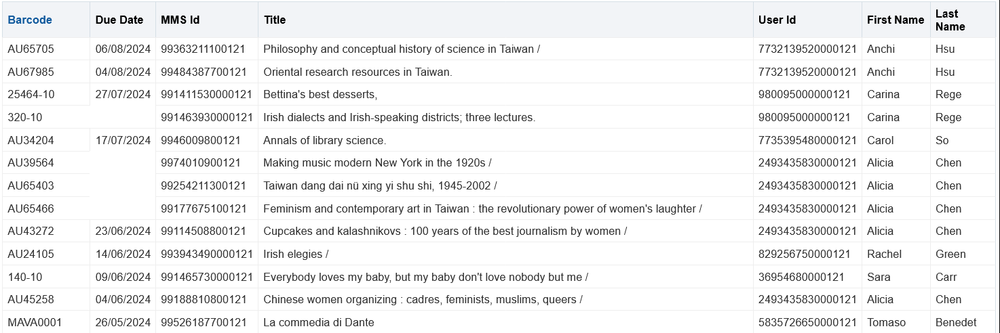 Barcode Due Date MMS Id Title User Id First Name Last Name
AU65705 06/08/2024 99363211100121 Philosophy and conceptual history of science in Taiwan / 7732139520000121 Anchi Hsu
AU67985 04/08/2024 99484387700121 Oriental research resources in Taiwan. 7732139520000121 Anchi Hsu
25464-10 27/07/2024 991411530000121 Bettina's best desserts, 980095000000121 Carina Rege
320-10 991463930000121 Irish dialects and Irish-speaking districts; three lectures. 980095000000121 Carina Rege
AU34204 17/07/2024 9946009800121 Annals of library science. 7735395480000121 Carol So
AU39564 9974010900121 Making music modern New York in the 1920s / 2493435830000121 Alicia Chen
AU65403 99254211300121 Taiwan dang dai nü xing yi shu shi, 1945-2002 / 2493435830000121 Alicia Chen
AU65466 99177675100121 Feminism and contemporary art in Taiwan : the revolutionary power of women's laughter / 2493435830000121 Alicia Chen
AU43272 23/06/2024 99114508800121 Cupcakes and kalashnikovs : 100 years of the best journalism by women / 2493435830000121 Alicia Chen
AU24105 14/06/2024 993943490000121 Irish elegies / 829256750000121 Rachel Green
140-10 09/06/2024 991465730000121 Everybody loves my baby, but my baby don't love nobody but me / 36954680000121 Sara Carr
AU45258 04/06/2024 99188810800121 Chinese women organizing : cadres, feminists, muslims, queers / 2493435830000121 Alicia Chen
MAVA0001 26/05/2024 99526187700121 La commedia di Dante 5835726650000121 Tomaso Benedet